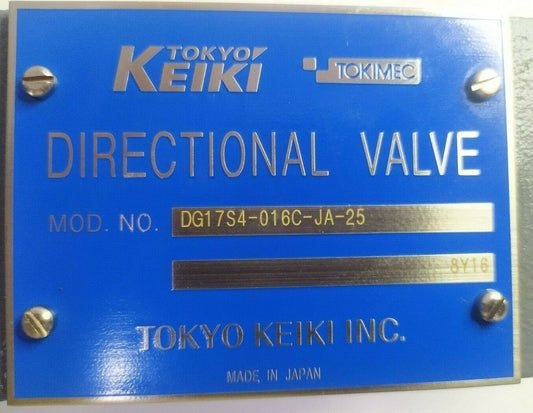 TOKYO
KEIKI
TOKIMEC
DIRECTIONAL VALVE
MOD. NO. DG17S4-016C-JA-25
8Y16
TOKYO KEIKI INC.
MADE IN JAPAN